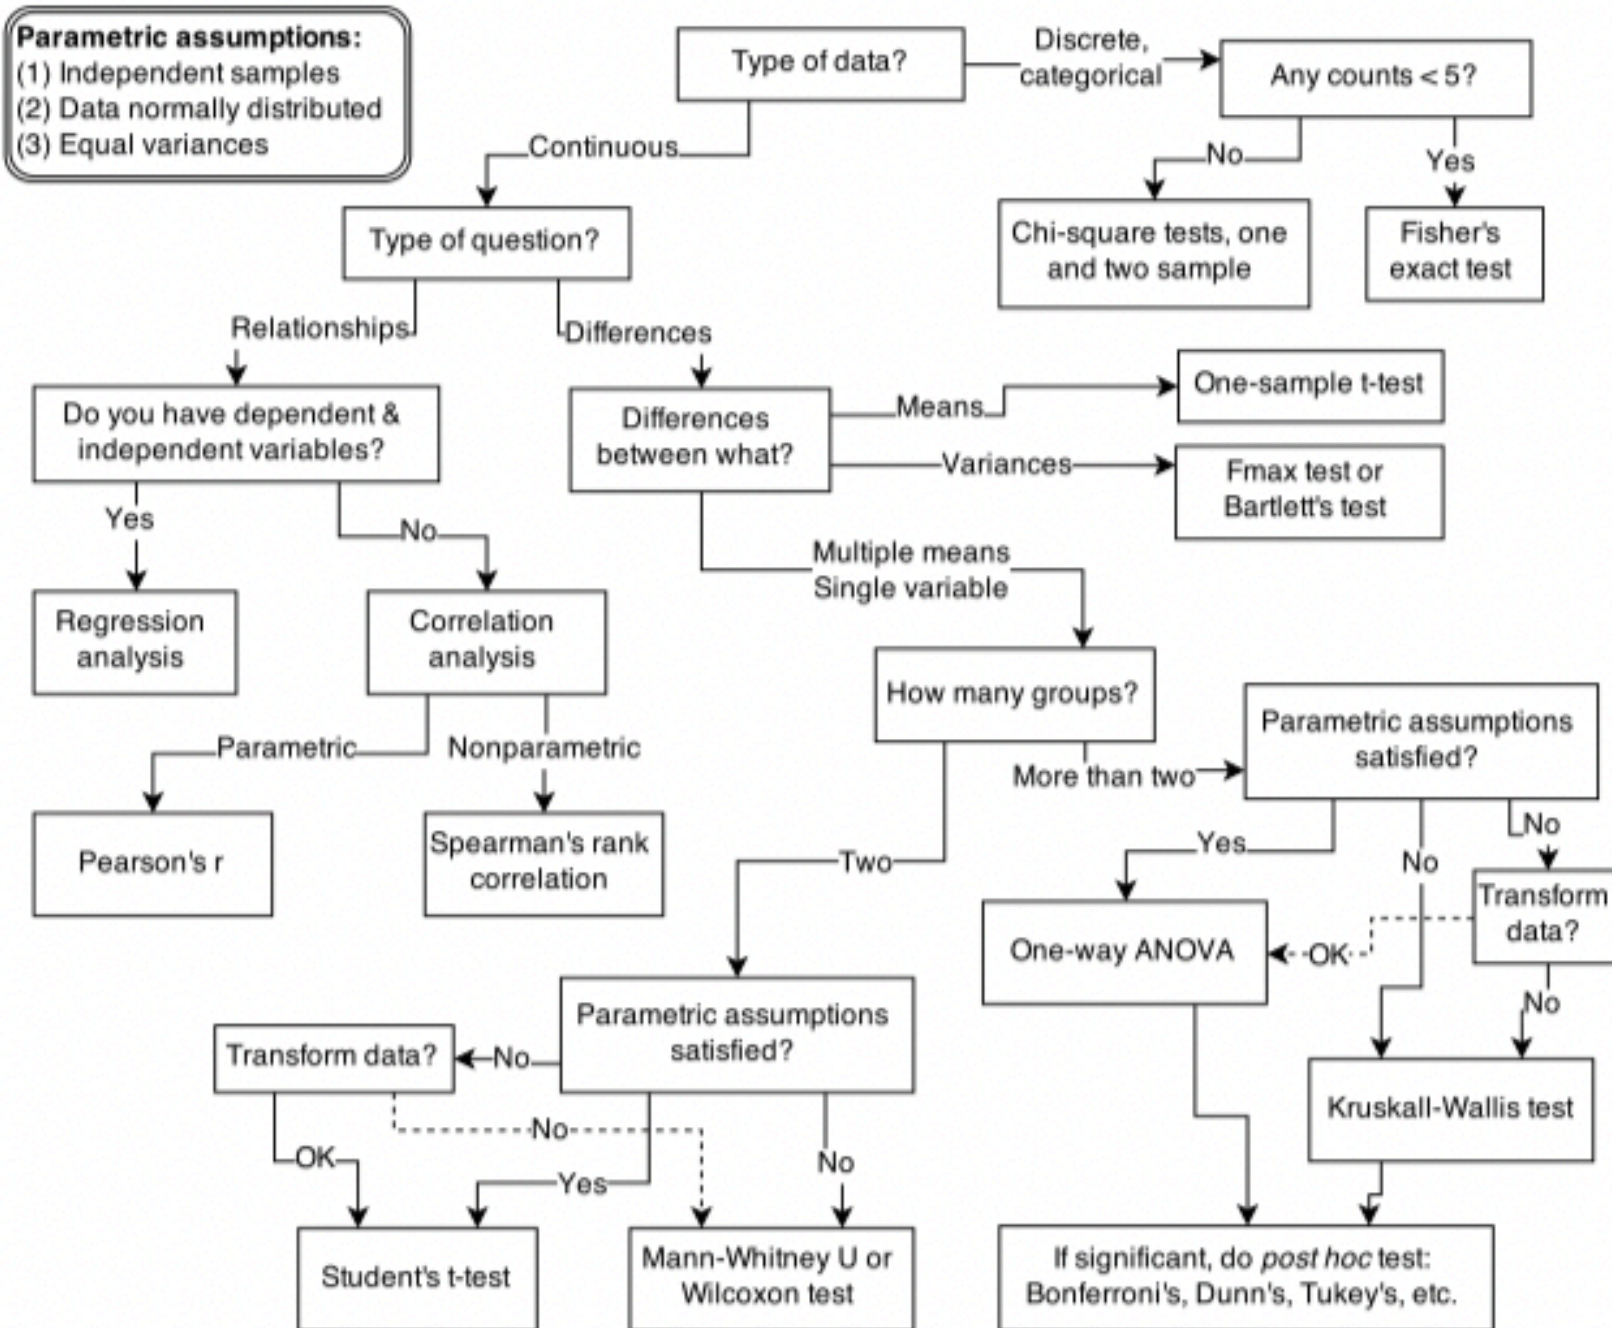 Parametric assumptions:
(1) Independent samples
(2) Data normally distributed
(3) Equal variances
Type of data?
Discrete,
categorical
Any counts < 5?
Continuous
No
Yes
Type of question?
Chi-square tests, one
and two sample
Fisher's
exact test
Relationships
Differences
Do you have dependent &
independent variables?
Differences
between what?
Means
One-sample t-test
Variances
Fmax test or
Bartlett's test
Yes
No
Multiple means
Single variable
Regression
analysis
Correlation
analysis
How many groups?
Parametric assumptions
satisfied?
Parametric
Nonparametric
More than two
Pearson's r
Spearman's rank
correlation
Two
Yes
No
No
Transform
data?
One-way ANOVA
OK
No
Parametric assumptions
satisfied?
Transform data?
No
Kruskall-Wallis test
No
OK
Yes
No
Student's t-test
Mann-Whitney U or
Wilcoxon test
If significant, do post hoc test:
Bonferroni's, Dunn's, Tukey's, etc.